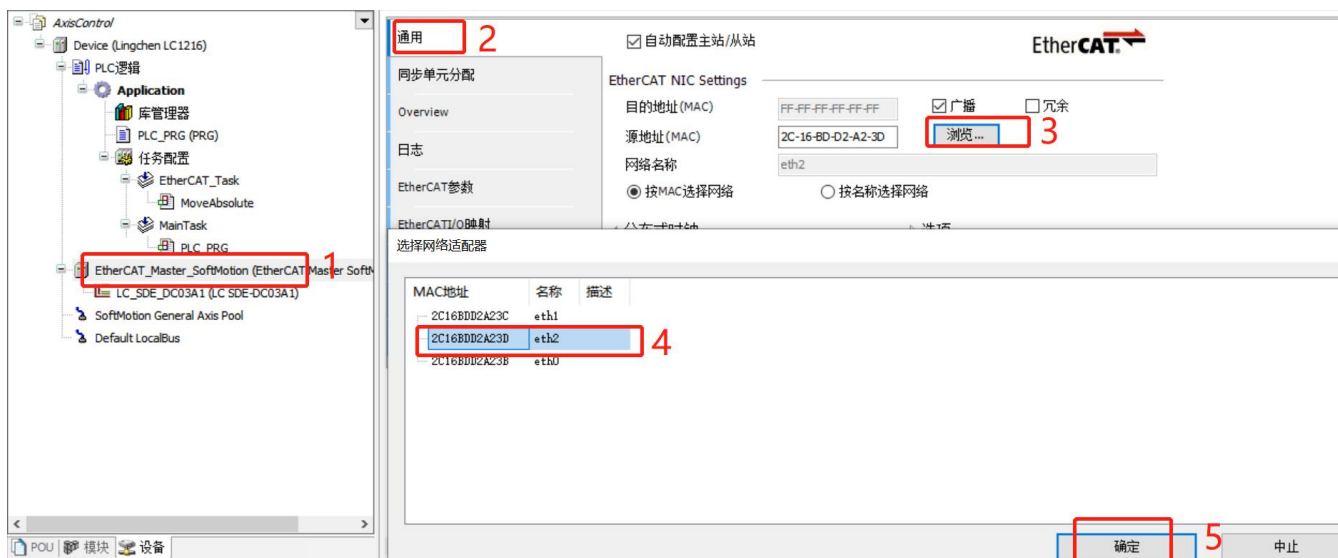 AxisControl
Device (Lingchen LC1216)
PLC逻辑
Application
库管理器
PLC_PRG (PRG)
任务配置
EtherCAT_Task
MoveAbsolute
MainTask
PLC_PRG
EtherCAT_Master_SoftMotion (EtherCAT Master SoftM
1
LC_SDE_DC03A1 (LC SDE-DC03A1)
SoftMotion General Axis Pool
Default LocalBus
POU 模块 设备
通用
2
同步单元分配
Overview
日志
EtherCAT参数
EtherCATI/O映射
自动配置主站/从站
EtherCAT
EtherCAT NIC Settings
目的地址(MAC) FF-FF-FF-FF-FF-FF 广播 冗余
源地址(MAC) 2C-16-BD-D2-A2-3D 浏览... 3
网络名称 eth2
按MAC选择网络 按名称选择网络
分布式时钟 选项
选择网络适配器
MAC地址 名称 描述
2C16BDD2A23C eth1
2C16BDD2A23D eth2 4
2C16BDD2A23B eth0
确定 5 中止